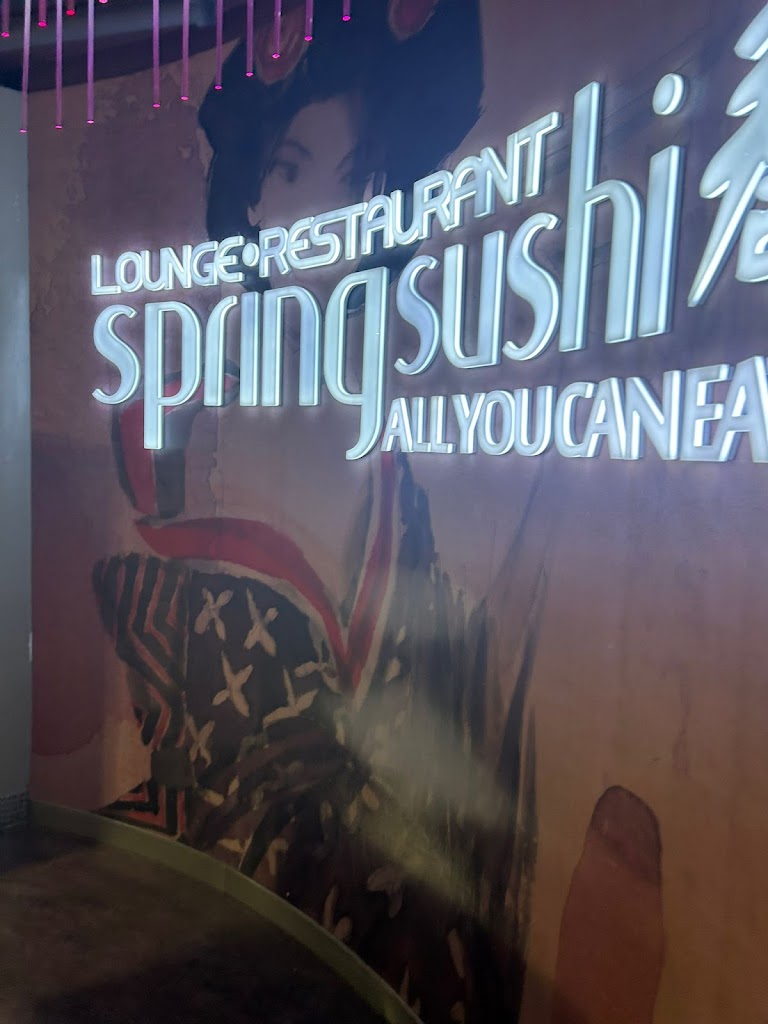 LOUNGE•RESTAURANT
spring sushi
ALL YOU CAN EA